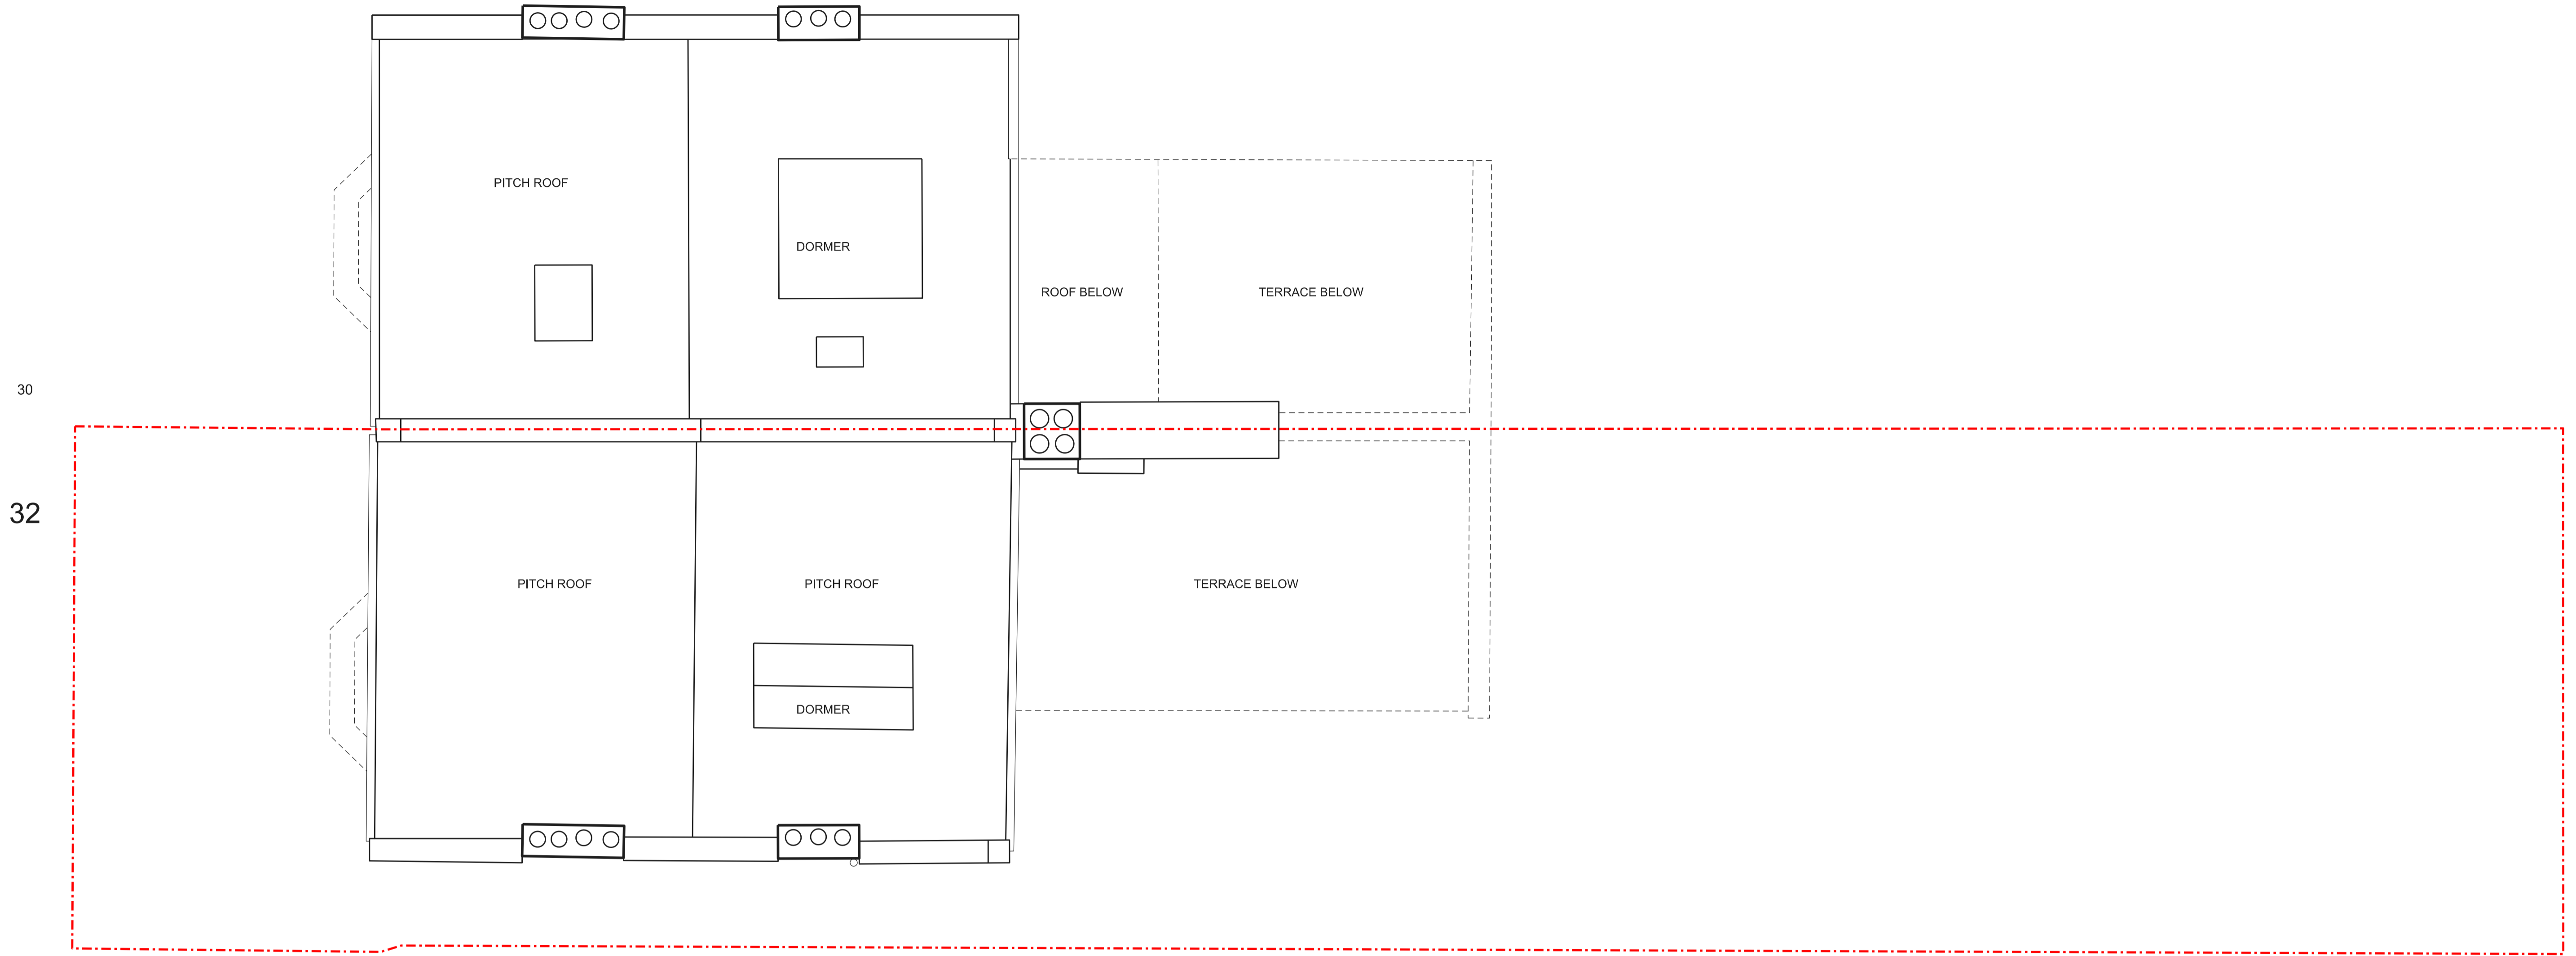 PITCH ROOF
DORMER
ROOF BELOW
TERRACE BELOW
30
32
PITCH ROOF
PITCH ROOF
TERRACE BELOW
DORMER